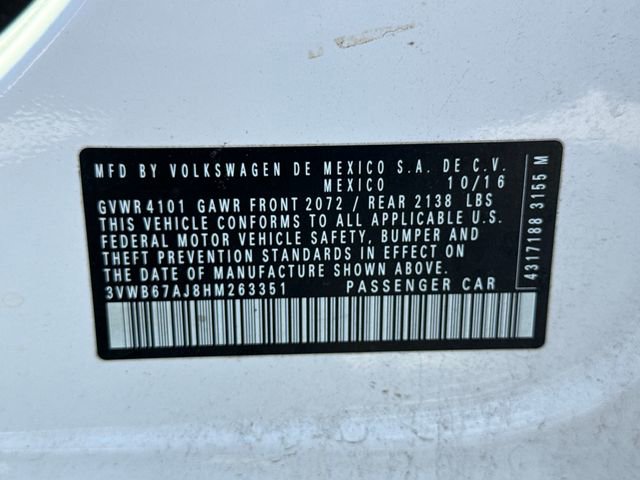 MFD BY VOLKSWAGEN DE MEXICO S.A. DE C.V.
MEXICO 10/16
GVWR 4101 GAWR FRONT 2072 / REAR 2138 LBS
THIS VEHICLE CONFORMS TO ALL APPLICABLE U.S.
FEDERAL MOTOR VEHICLE SAFETY, BUMPER AND
THEFT PREVENTION STANDARDS IN EFFECT ON
THE DATE OF MANUFACTURE SHOWN ABOVE.
3VWB67AJ8HM263351 PASSENGER CAR
4317188 3155 M